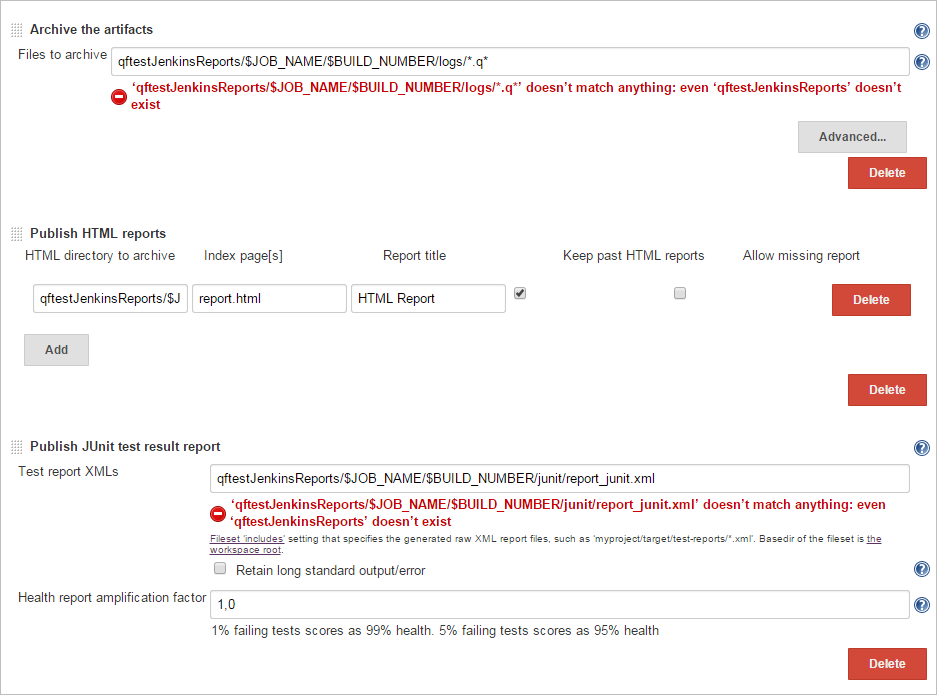 Archive the artifacts
Files to archive
qftestJenkinsReports/$JOB_NAME/$BUILD_NUMBER/logs/*.q*
‘qftestJenkinsReports/$JOB_NAME/$BUILD_NUMBER/logs/*.q*’ doesn’t match anything: even ‘qftestJenkinsReports’ doesn’t
exist
Advanced...
Delete
Publish HTML reports
HTML directory to archive Index page[s] Report title Keep past HTML reports Allow missing report
qftestJenkinsReports/$J report.html HTML Report Delete
Add
Delete
Publish JUnit test result report
Test report XMLs
qftestJenkinsReports/$JOB_NAME/$BUILD_NUMBER/junit/report_junit.xml
‘qftestJenkinsReports/$JOB_NAME/$BUILD_NUMBER/junit/report_junit.xml’ doesn’t match anything: even
‘qftestJenkinsReports’ doesn’t exist
Fileset 'includes' setting that specifies the generated raw XML report files, such as 'myproject/target/test-reports/*.xml'. Basedir of the fileset is the
workspace root.
Retain long standard output/error
Health report amplification factor
1,0
1% failing tests scores as 99% health. 5% failing tests scores as 95% health
Delete